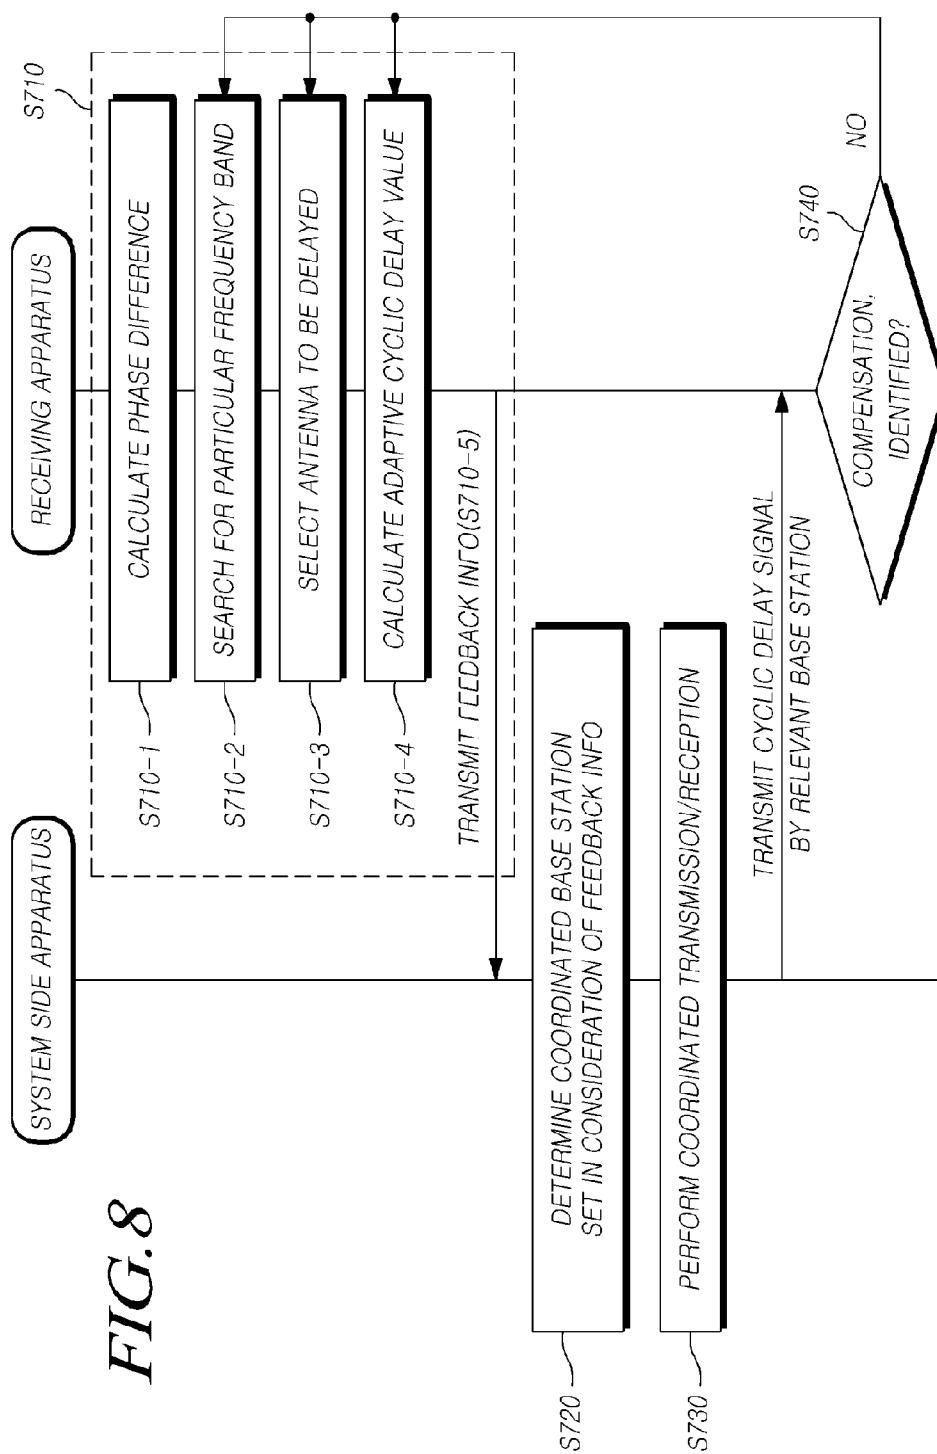 FIG.8
SYSTEM SIDE APPARATUS
RECEIVING APPARATUS
S710
S710-1
CALCULATE PHASE DIFFERENCE
S710-2
SEARCH FOR PARTICULAR FREQUENCY BAND
S710-3
SELECT ANTENNA TO BE DELAYED
S710-4
CALCULATE ADAPTIVE CYCLIC DELAY VALUE
TRANSMIT FEEDBACK INFO(S710-5)
S720
DETERMINE COORDINATED BASE STATION
SET IN CONSIDERATION OF FEEDBACK INFO
S730
PERFORM COORDINATED TRANSMISSION/RECEPTION
TRANSMIT CYCLIC DELAY SIGNAL
BY RELEVANT BASE STATION
S740
COMPENSATION,
IDENTIFIED?
NO